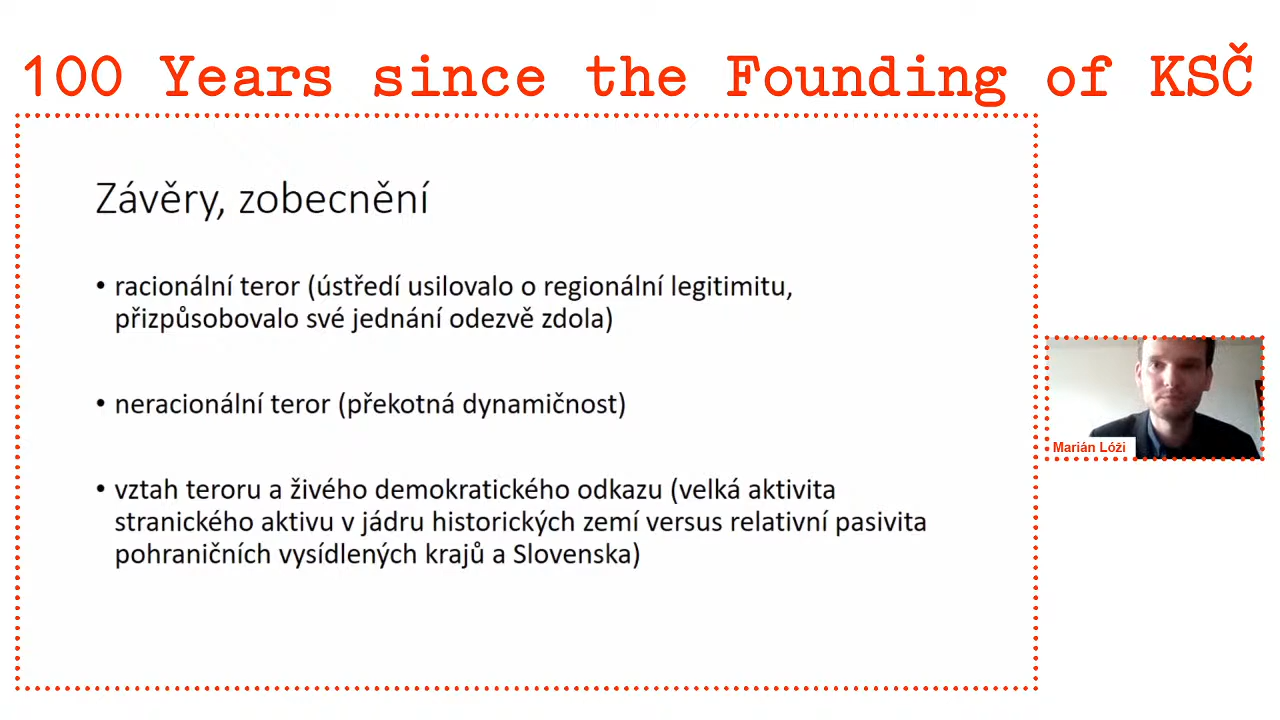 100 Years since the Founding of KSČ
Závěry, zobecnění
• racionální teror (ústředí usilovalo o regionální legitimitu,
přizpůsobovalo své jednání odezvě zdola)
• neracionální teror (překotná dynamičnost)
• vztah teroru a živého demokratického odkazu (velká aktivita
stranického aktivu v jádru historických zemí versus relativní pasivita
pohraničních vysídlených krajů a Slovenska)
Marián Lóži